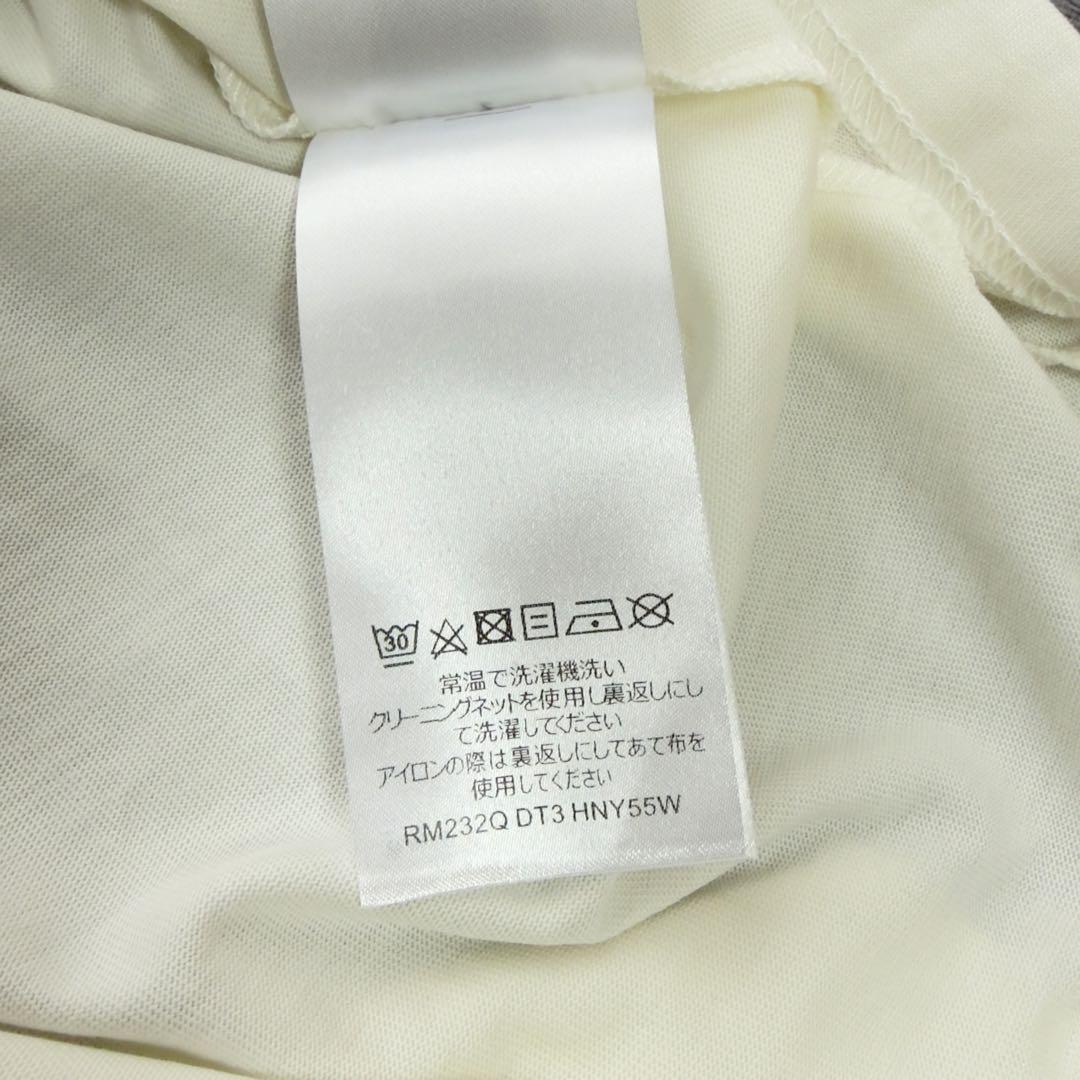 30
常温で洗濯機洗い
クリーニングネットを使用し裏返しにし
て洗濯してください
アイロンの際は裏返しにしてあて布を
使用してください
RM232Q DT3 HNY55W